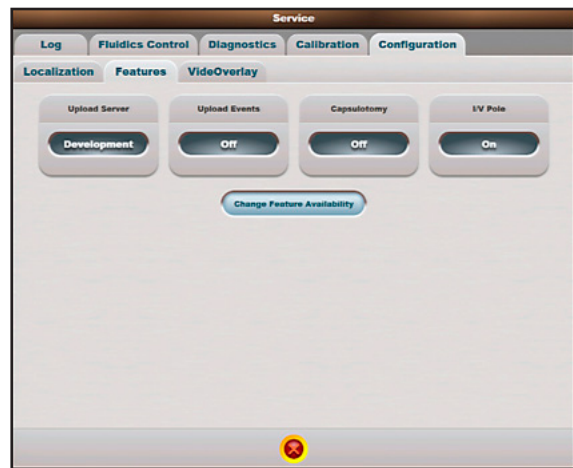 Service
Log Fluidics Control Diagnostics Calibration Configuration
Localization Features VideOverlay
Upload Server Upload Events Capsulotomy I/V Pole
Development Off Off On
Change Feature Availability